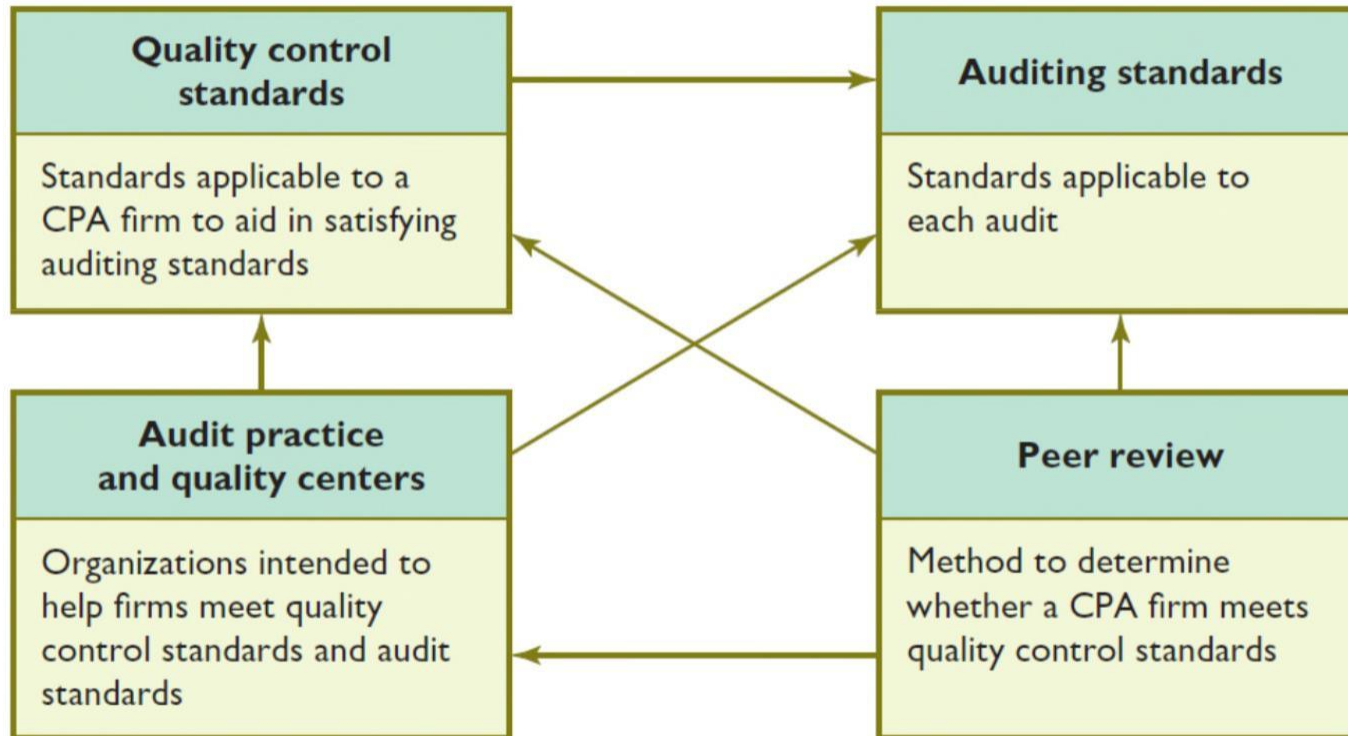 Quality control
standards
Standards applicable to a
CPA firm to aid in satisfying
auditing standards
Auditing standards
Standards applicable to
each audit
Audit practice
and quality centers
Organizations intended to
help firms meet quality
control standards and audit
standards
Peer review
Method to determine
whether a CPA firm meets
quality control standards